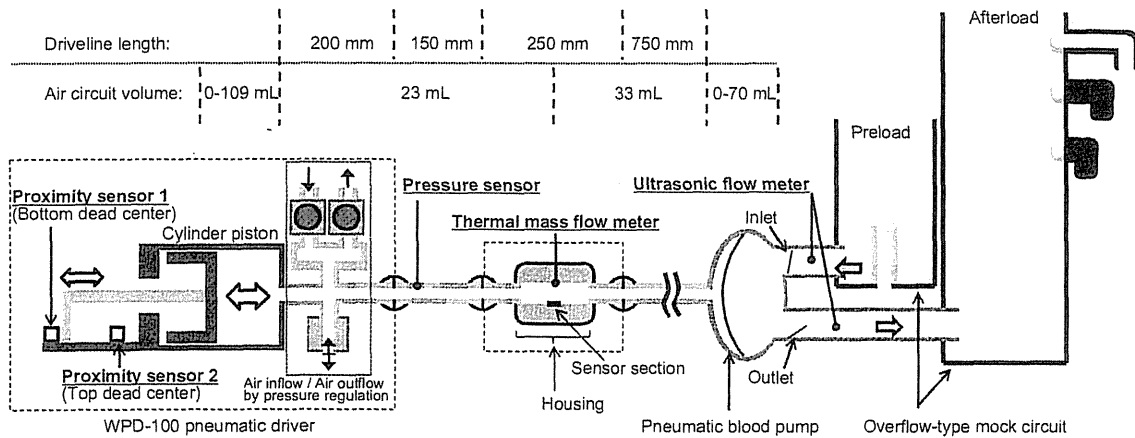 Afterload
Driveline length: 200 mm 150 mm 250 mm 750 mm
Air circuit volume: 0-109 mL 23 mL 33 mL 0-70 mL
Preload
Proximity sensor 1
(Bottom dead center)
Cylinder piston
Pressure sensor
Thermal mass flow meter
Ultrasonic flow meter
Inlet
Proximity sensor 2
(Top dead center)
Air inflow / Air outflow
by pressure regulation
Sensor section
Housing
Outlet
WPD-100 pneumatic driver
Pneumatic blood pump
Overflow-type mock circuit